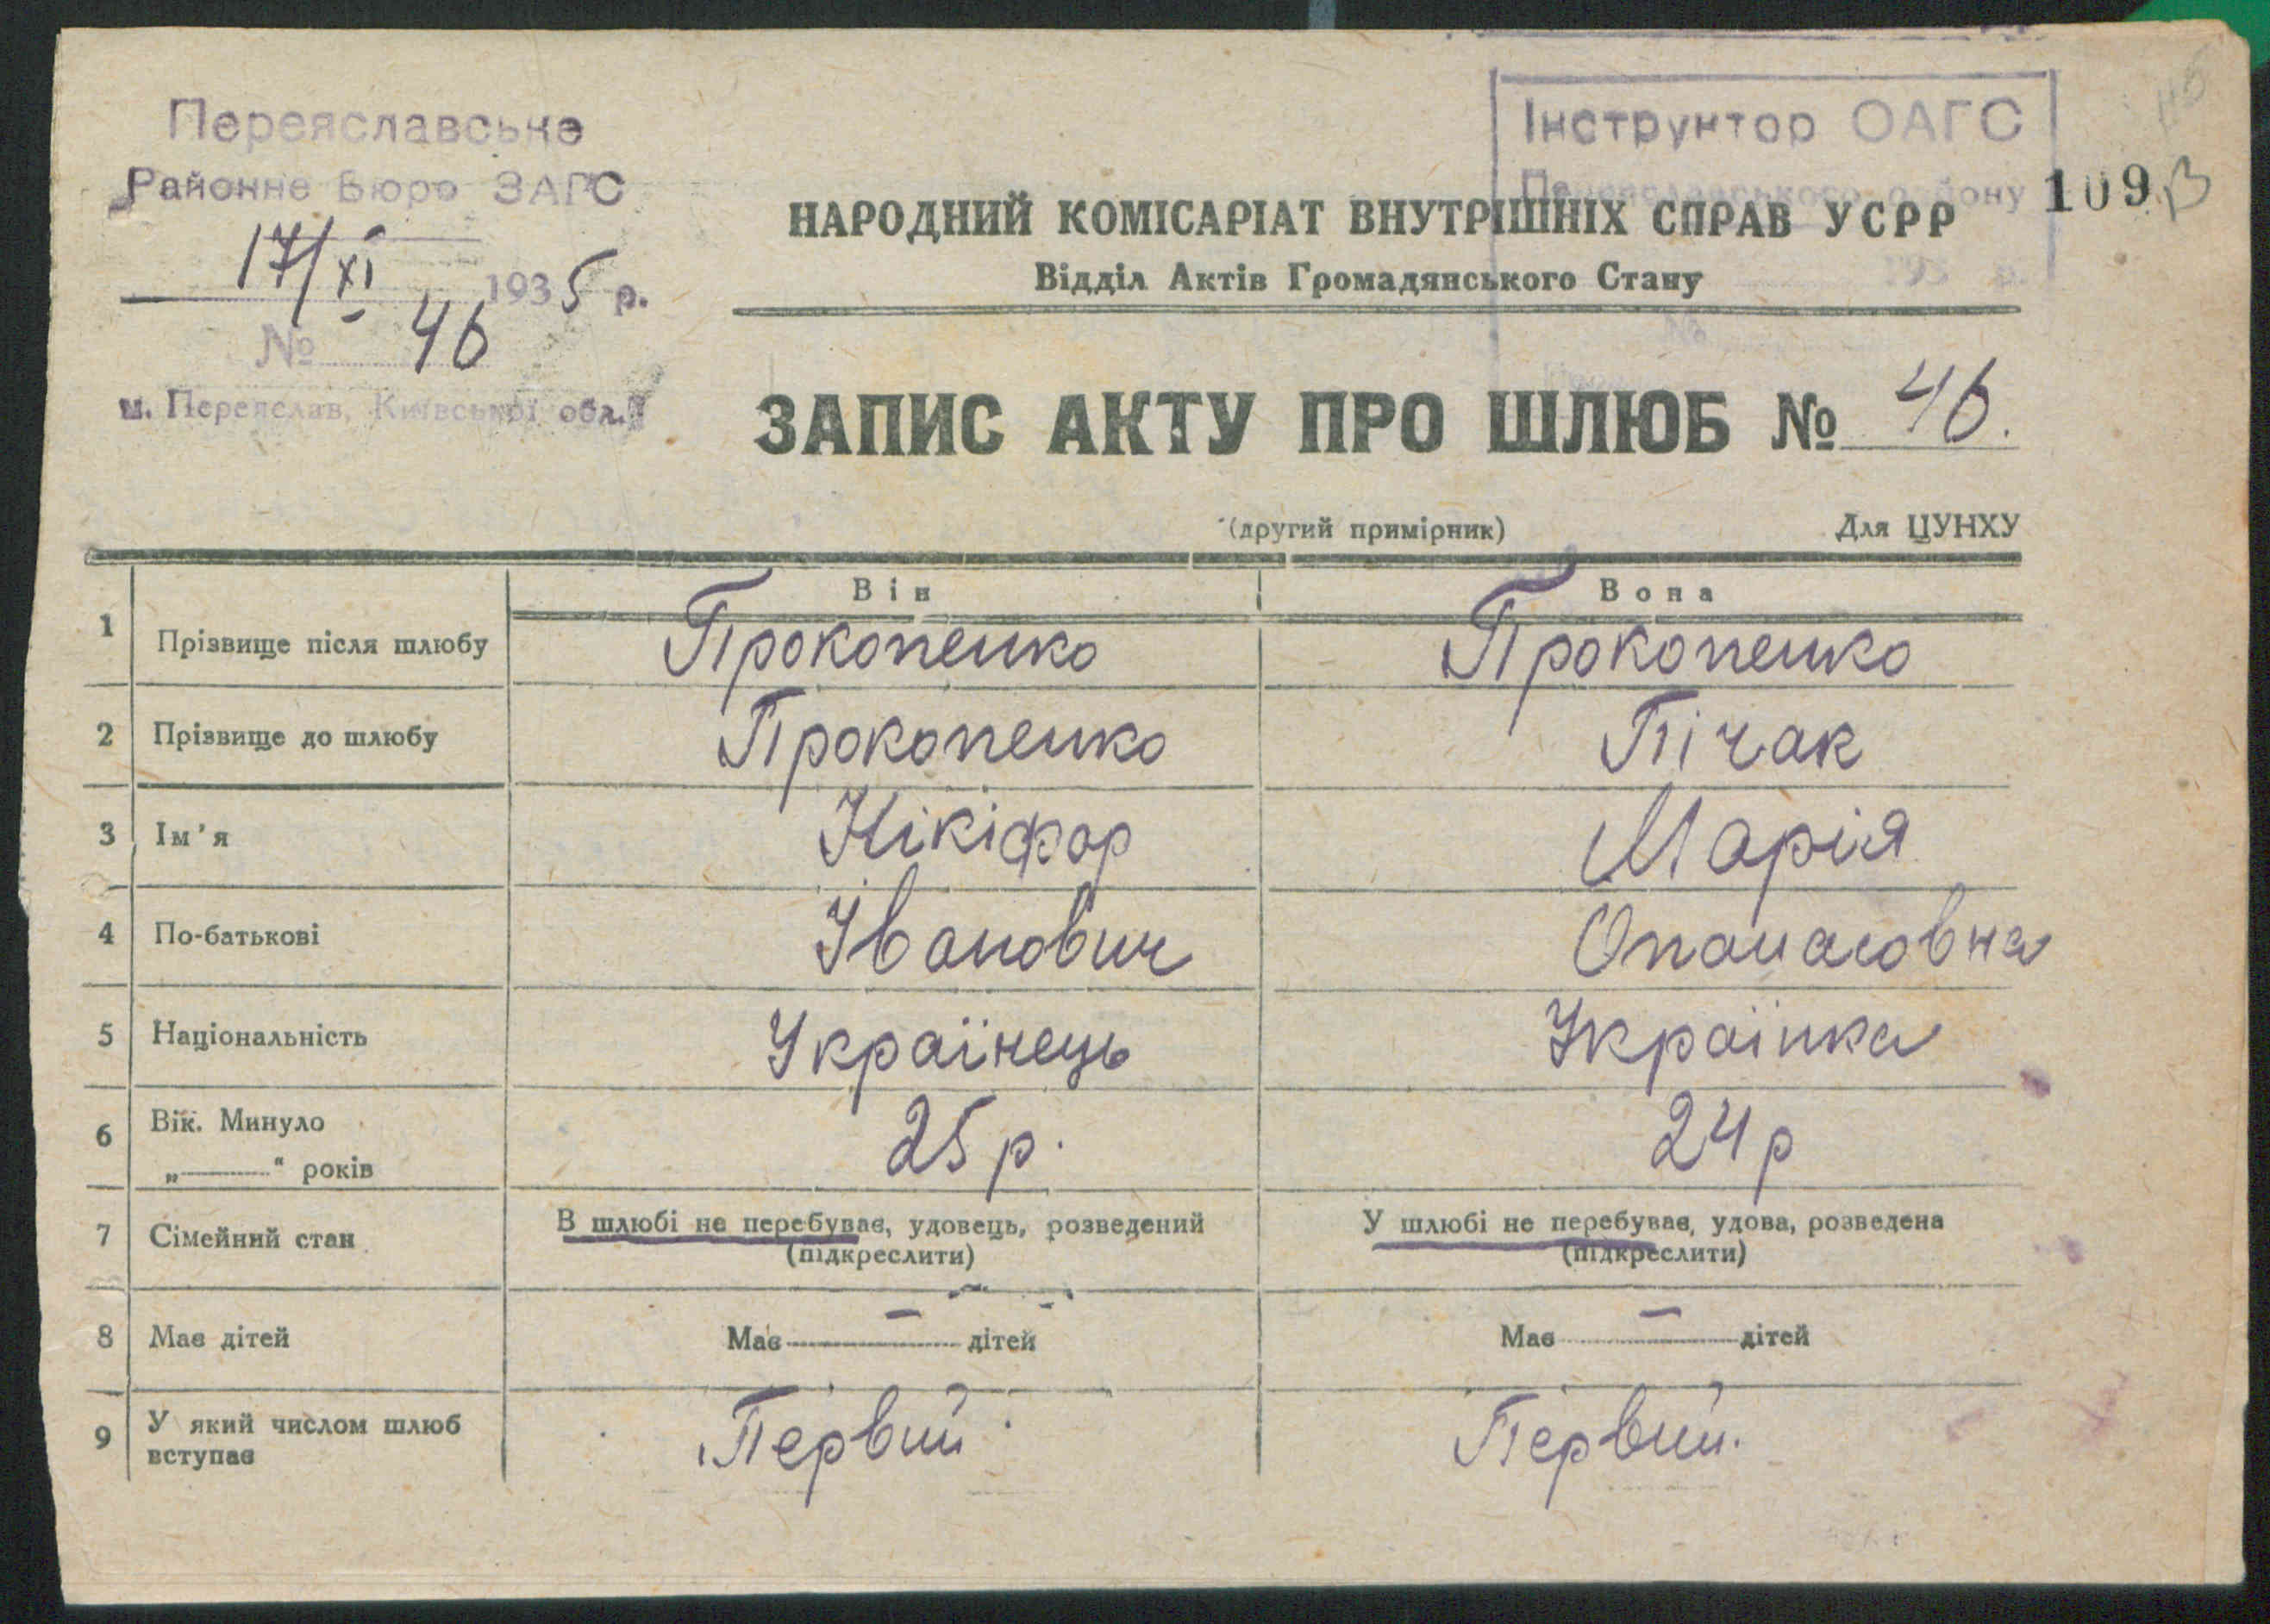 Переяславське
Районне Бюро ЗАГС
17/XI 1935 р.
№ 46
м. Переяслав, Київської обл.
Інструктор ОАГС
Переяславського району
193 р.
№
109
В
НАРОДНИЙ КОМІСАРІАТ ВНУТРІШНІХ СПРАВ УСРР
Відділ Актів Громадянського Стану
ЗАПИС АКТУ ПРО ШЛЮБ № 46.
(другий примірник) Для ЦУНХУ
Він Вона
1 Прізвище після шлюбу Прокопенко Прокопенко
2 Прізвище до шлюбу Прокопенко Пічак
3 Ім'я Нікіфор Марія
4 По-батькові Іванович Опанасовна
5 Національність Українець Українка
6 Вік. Минуло
„—“ років 25 р. 24 р
7 Сімейний стан В шлюбі не перебуває, удовець, розведений У шлюбі не перебуває, удова, розведена
(підкреслити) (підкреслити)
8 Має дітей Має — дітей Має — дітей
9 У який числом шлюб
вступає Первий Первий.